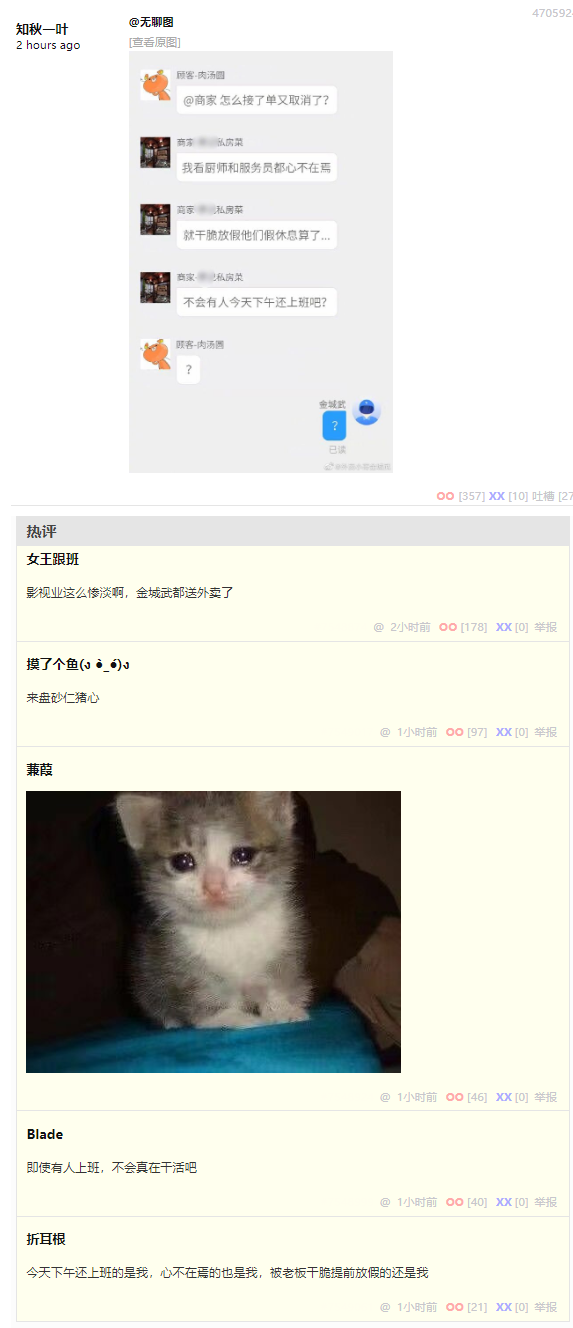 470592
知秋一叶
2 hours ago
@无聊图
[查看原图]
顾客-肉汤圆
@商家 怎么接了单又取消了?
商家 私房菜
我看厨师和服务员都心不在焉
商家 私房菜
就干脆放假他们假休息算了...
商家 私房菜
不会有人今天下午还上班吧?
顾客-肉汤圆
?
金城武
?
已读
OO [357] XX [10] 吐槽 [27
热评
女王跟班
影视业这么惨淡啊，金城武都送外卖了
@ 2小时前 OO [178] XX [0] 举报
摸了个鱼(ง •̀_•́)ง
来盘砂仁猪心
@ 1小时前 OO [97] XX [0] 举报
蒹葭
@ 1小时前 OO [46] XX [0] 举报
Blade
即使有人上班，不会真在干活吧
@ 1小时前 OO [40] XX [0] 举报
折耳根
今天下午还上班的是我，心不在焉的也是我，被老板干脆提前放假的还是我
@ 1小时前 OO [21] XX [0] 举报